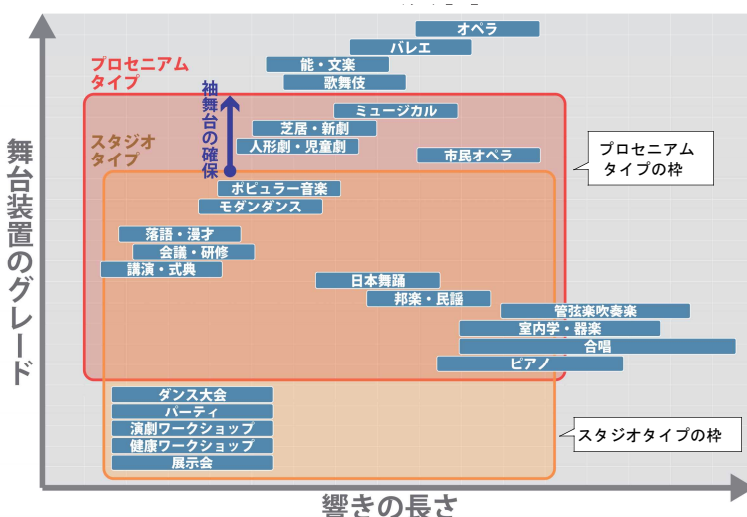 オペラ
バレエ
能・文楽
歌舞伎
プロセニアム
タイプ
袖舞台の確保
ミュージカル
芝居・新劇
人形劇・児童劇
市民オペラ
スタジオ
タイプ
プロセニアム
タイプの枠
ポピュラー音楽
モダンダンス
落語・漫才
会議・研修
講演・式典
日本舞踊
邦楽・民謡
管弦楽吹奏楽
室内学・器楽
合唱
ピアノ
ダンス大会
パーティ
演劇ワークショップ
健康ワークショップ
展示会
スタジオタイプの枠
舞台装置のグレード
響きの長さ